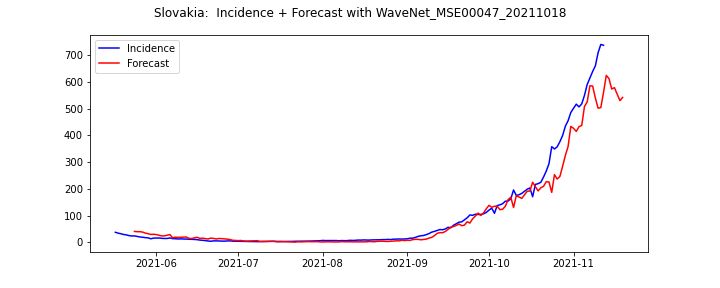 Slovakia:  Incidence + Forecast with WaveNet_MSE00047_20211018
Incidence
Forecast
700
600
500
400
300
200
100
0
2021-06 2021-07 2021-08 2021-09 2021-10 2021-11